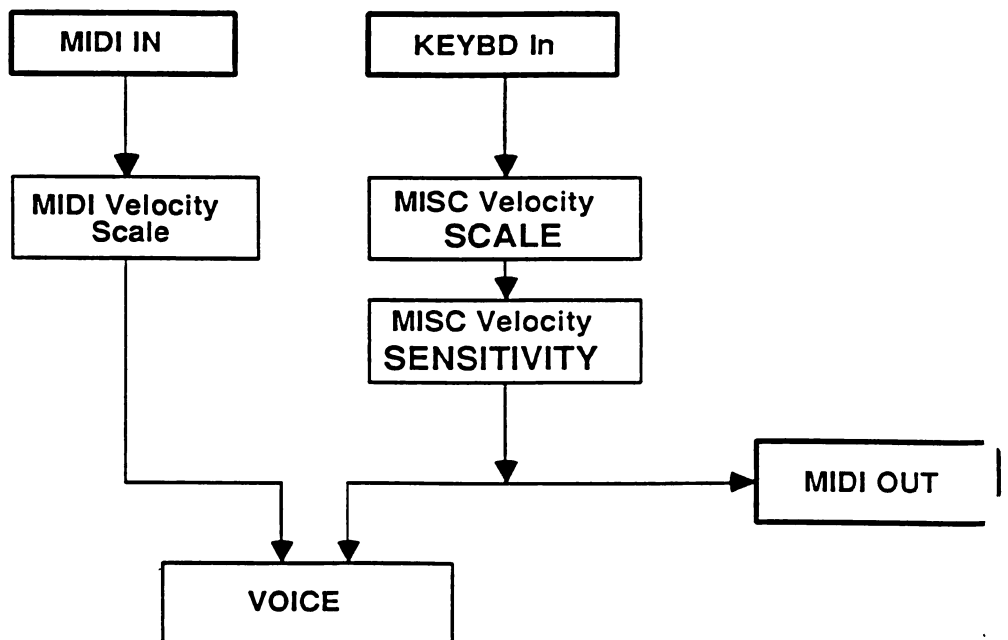 MIDI IN
KEYBD In
MIDI Velocity
Scale
MISC Velocity
SCALE
MISC Velocity
SENSITIVITY
MIDI OUT
VOICE